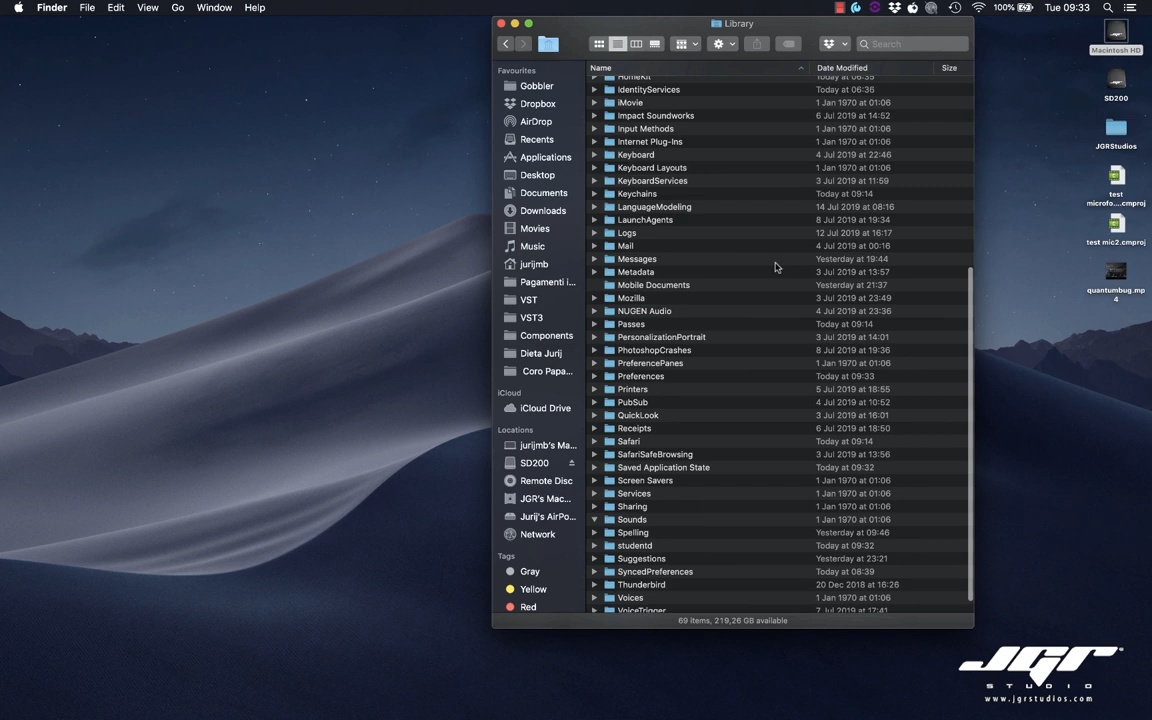 Finder File Edit View Go Window Help 100% Tue 09:33
Library
Search
Favourites
Gobbler
Dropbox
AirDrop
Recents
Applications
Desktop
Documents
Downloads
Movies
Music
jurijmb
Pagamenti i...
VST
VST3
Components
Dieta Jurij
Coro Papa...
iCloud
iCloud Drive
Locations
jurijmb's Ma...
SD200
Remote Disc
JGR's Mac...
Jurij's AirPo...
Network
Tags
Gray
Yellow
Red
Name Date Modified Size
HomeKit Today at 06:35
IdentityServices Today at 06:36
iMovie 1 Jan 1970 at 01:06
Impact Soundworks 6 Jul 2019 at 14:52
Input Methods 1 Jan 1970 at 01:06
Internet Plug-Ins 1 Jan 1970 at 01:06
Keyboard 4 Jul 2019 at 22:46
Keyboard Layouts 1 Jan 1970 at 01:06
KeyboardServices 3 Jul 2019 at 11:59
Keychains Today at 09:14
LanguageModeling 14 Jul 2019 at 08:16
LaunchAgents 8 Jul 2019 at 19:34
Logs 12 Jul 2019 at 16:17
Mail 4 Jul 2019 at 00:16
Messages Yesterday at 19:44
Metadata 3 Jul 2019 at 13:57
Mobile Documents Yesterday at 21:37
Mozilla 3 Jul 2019 at 23:49
NUGEN Audio 4 Jul 2019 at 23:36
Passes Today at 09:14
PersonalizationPortrait 3 Jul 2019 at 14:01
PhotoshopCrashes 8 Jul 2019 at 19:36
PreferencePanes 1 Jan 1970 at 01:06
Preferences Today at 09:33
Printers 5 Jul 2019 at 18:55
PubSub 4 Jul 2019 at 10:52
QuickLook 3 Jul 2019 at 16:01
Receipts 6 Jul 2019 at 18:50
Safari Today at 09:14
SafariSafeBrowsing 3 Jul 2019 at 13:56
Saved Application State Today at 09:32
Screen Savers 1 Jan 1970 at 01:06
Services 1 Jan 1970 at 01:06
Sharing 1 Jan 1970 at 01:06
Sounds 1 Jan 1970 at 01:06
Spelling Yesterday at 09:46
studentd Today at 09:32
Suggestions Yesterday at 23:21
SyncedPreferences Today at 08:39
Thunderbird 20 Dec 2018 at 16:26
Voices 1 Jan 1970 at 01:06
VoiceTrigger 7 Jul 2019 at 17:41
69 items, 219,26 GB available
Macintosh HD
SD200
JGRStudios
test
microfo....cmproj
test mic2.cmproj
quantumbug.mp
4
JGR
STUDIO
www.jgrstudios.com